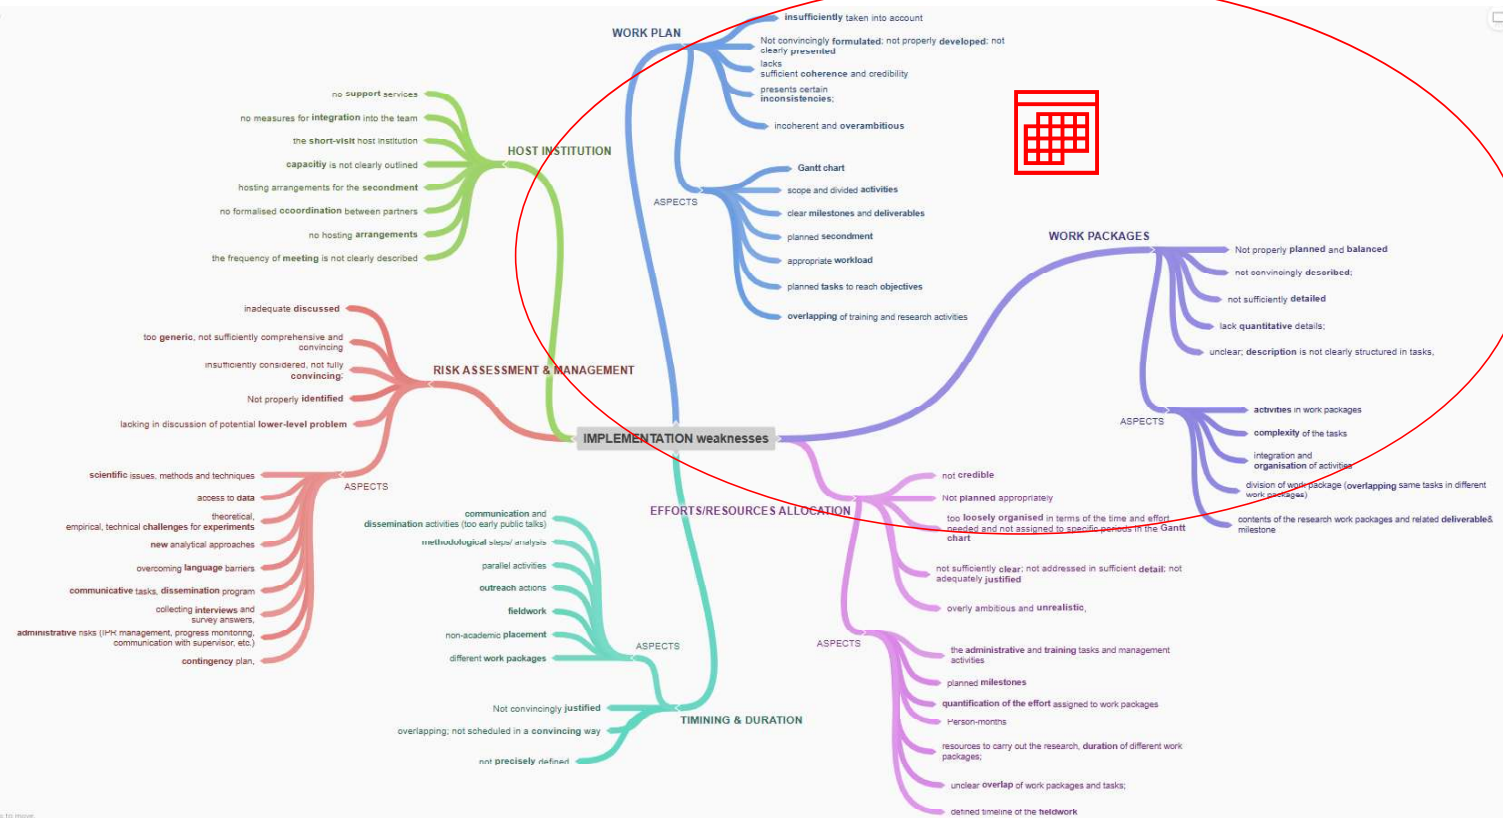 WORK PLAN
insufficiently taken into account
Not convincingly formulated; not properly developed; not
clearly presented
lacks
sufficient coherence and credibility
presents certain
inconsistencies;
incoherent and overambitious
ASPECTS
Gantt chart
scope and divided activities
clear milestones and deliverables
planned secondment
appropriate workload
planned tasks to reach objectives
overlapping of training and research activities
HOST INSTITUTION
no support services
no measures for integration into the team
the short-visit host institution
capacitiy is not clearly outlined
hosting arrangements for the secondment
no formalised ccoordination between partners
no hosting arrangements
the frequency of meeting is not clearly described
WORK PACKAGES
Not properly planned and balanced
not convincingly described;
not sufficiently detailed
lack quantitative details;
unclear; description is not clearly structured in tasks,
ASPECTS
activities in work packages
complexity of the tasks
integration and
organisation of activities
division of work package (overlapping same tasks in different
work packages)
contents of the research work packages and related deliverable&
milestone
RISK ASSESSMENT & MANAGEMENT
inadequate discussed
too generic, not sufficiently comprehensive and
convincing
insufficiently considered, not fully
convincing;
Not properly identified
lacking in discussion of potential lower-level problem
ASPECTS
scientific issues, methods and techniques
access to data
theoretical,
empirical, technical challenges for experiments
new analytical approaches
overcoming language barriers
communicative tasks, dissemination program
collecting interviews and
survey answers,
administrative risks (IPR management, progress monitoring,
communication with supervisor, etc.)
contingency plan,
IMPLEMENTATION weaknesses
EFFORTS/RESOURCES ALLOCATION
not credible
Not planned appropriately
too loosely organised in terms of the time and effort
needed and not assigned to specific periods in the Gantt
chart
not sufficiently clear; not addressed in sufficient detail; not
adequately justified
overly ambitious and unrealistic,
ASPECTS
the administrative and training tasks and management
activities
planned milestones
quantification of the effort assigned to work packages
Person-months
resources to carry out the research, duration of different work
packages;
unclear overlap of work packages and tasks;
defined timeline of the fieldwork
communication and
dissemination activities (too early public talks)
methodological steps/ analysis
parallel activities
outreach actions
fieldwork
non-academic placement
different work packages
ASPECTS
TIMINING & DURATION
Not convincingly justified
overlapping; not scheduled in a convincing way
not precisely defined
to move